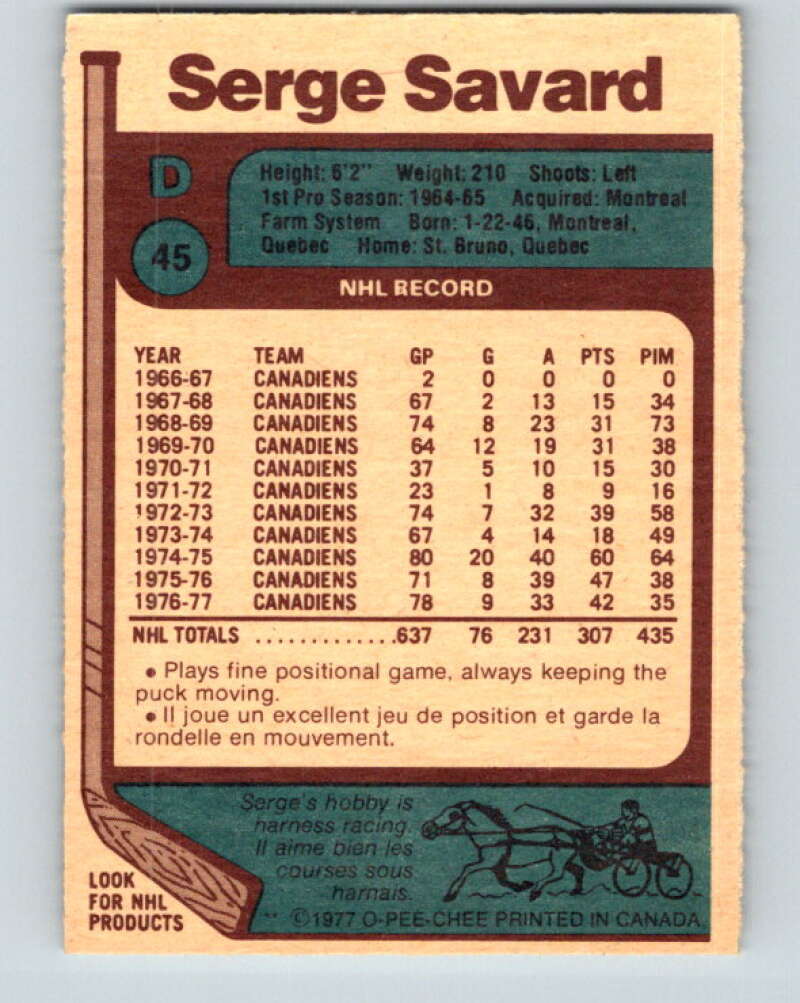 Serge Savard
D
45
Height: 6'2" Weight: 210 Shoots: Left
1st Pro Season: 1964-65 Acquired: Montreal
Farm System Born: 1-22-46, Montreal,
Quebec Home: St. Bruno, Quebec
NHL RECORD
YEAR TEAM GP G A PTS PIM
1966-67 CANADIENS 2 0 0 0 0
1967-68 CANADIENS 67 2 13 15 34
1968-69 CANADIENS 74 8 23 31 73
1969-70 CANADIENS 64 12 19 31 38
1970-71 CANADIENS 37 5 10 15 30
1971-72 CANADIENS 23 1 8 9 16
1972-73 CANADIENS 74 7 32 39 58
1973-74 CANADIENS 67 4 14 18 49
1974-75 CANADIENS 80 20 40 60 64
1975-76 CANADIENS 71 8 39 47 38
1976-77 CANADIENS 78 9 33 42 35
NHL TOTALS .............637 76 231 307 435
• Plays fine positional game, always keeping the
puck moving.
• Il joue un excellent jeu de position et garde la
rondelle en mouvement.
Serge's hobby is
harness racing.
Il aime bien les
courses sous
harnais.
LOOK
FOR NHL
PRODUCTS
** ©1977 O-PEE-CHEE PRINTED IN CANADA